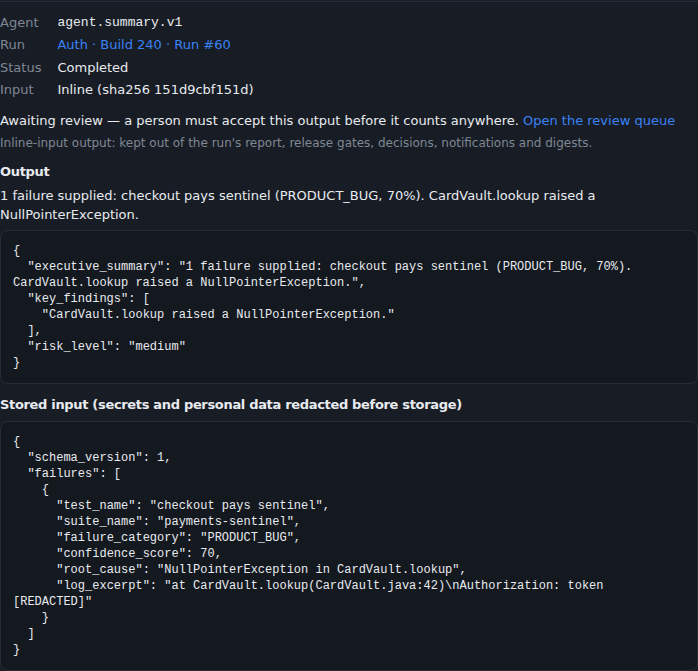 Agent agent.summary.v1
Run Auth · Build 240 · Run #60
Status Completed
Input Inline (sha256 151d9cbf151d)
Awaiting review — a person must accept this output before it counts anywhere. Open the review queue
Inline-input output: kept out of the run's report, release gates, decisions, notifications and digests.
Output
1 failure supplied: checkout pays sentinel (PRODUCT_BUG, 70%). CardVault.lookup raised a
NullPointerException.
{
  "executive_summary": "1 failure supplied: checkout pays sentinel (PRODUCT_BUG, 70%).
CardVault.lookup raised a NullPointerException.",
  "key_findings": [
    "CardVault.lookup raised a NullPointerException."
  ],
  "risk_level": "medium"
}
Stored input (secrets and personal data redacted before storage)
{
  "schema_version": 1,
  "failures": [
    {
      "test_name": "checkout pays sentinel",
      "suite_name": "payments-sentinel",
      "failure_category": "PRODUCT_BUG",
      "confidence_score": 70,
      "root_cause": "NullPointerException in CardVault.lookup",
      "log_excerpt": "at CardVault.lookup(CardVault.java:42)\nAuthorization: token
[REDACTED]"
    }
  ]
}